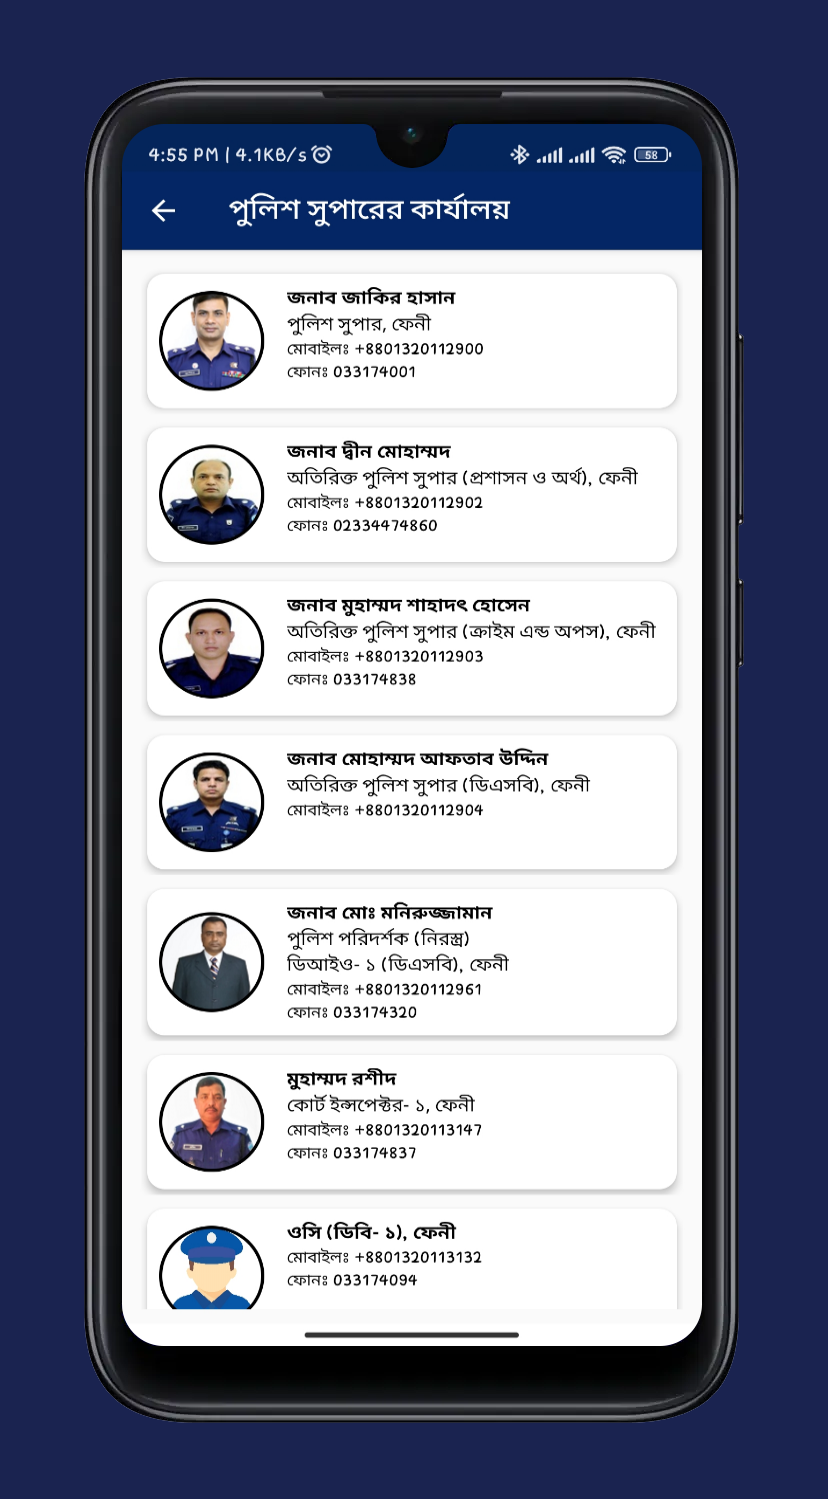 4:55 PM | 4.1KB/s 58
পুলিশ সুপারের কার্যালয়
জনাব জাকির হাসান
পুলিশ সুপার, ফেনী
মোবাইলঃ +8801320112900
ফোনঃ 033174001
জনাব দ্বীন মোহাম্মদ
অতিরিক্ত পুলিশ সুপার (প্রশাসন ও অর্থ), ফেনী
মোবাইলঃ +8801320112902
ফোনঃ 02334474860
জনাব মুহাম্মদ শাহাদৎ হোসেন
অতিরিক্ত পুলিশ সুপার (ক্রাইম এন্ড অপস), ফেনী
মোবাইলঃ +8801320112903
ফোনঃ 033174838
জনাব মোহাম্মদ আফতাব উদ্দিন
অতিরিক্ত পুলিশ সুপার (ডিএসবি), ফেনী
মোবাইলঃ +8801320112904
জনাব মোঃ মনিরুজ্জামান
পুলিশ পরিদর্শক (নিরস্ত্র)
ডিআইও- ১ (ডিএসবি), ফেনী
মোবাইলঃ +8801320112961
ফোনঃ 033174320
মুহাম্মদ রশীদ
কোর্ট ইন্সপেক্টর- ১, ফেনী
মোবাইলঃ +8801320113147
ফোনঃ 033174837
ওসি (ডিবি- ১), ফেনী
মোবাইলঃ +8801320113132
ফোনঃ 033174094